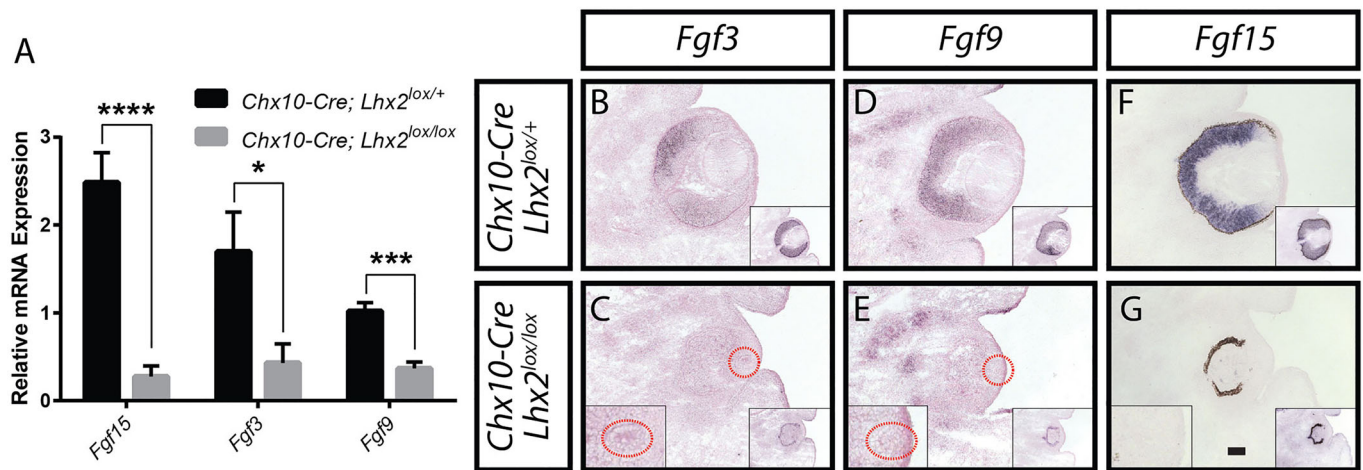 A
Chx10-Cre; Lhx2lox/+
Chx10-Cre; Lhx2lox/lox
Relative mRNA Expression
3
2
1
0
****
*
***
Fgf15
Fgf3
Fgf9
Fgf3
Fgf9
Fgf15
Chx10-Cre
Lhx2lox/+
B
D
F
Chx10-Cre
Lhx2lox/lox
C
E
G